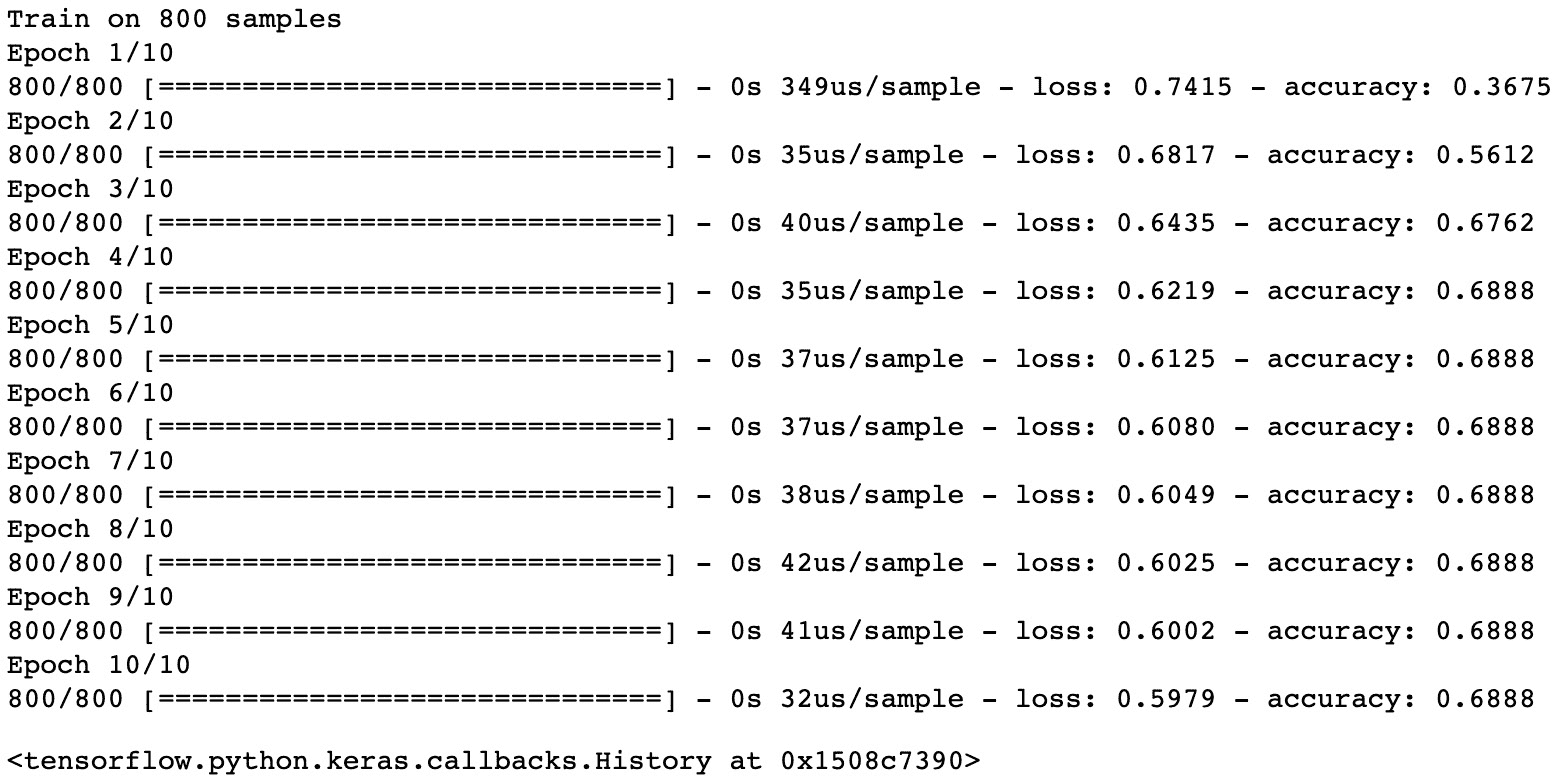 Train on 800 samples
Epoch 1/10
800/800 [==============================] - 0s 349us/sample - loss: 0.7415 - accuracy: 0.3675
Epoch 2/10
800/800 [==============================] - 0s 35us/sample - loss: 0.6817 - accuracy: 0.5612
Epoch 3/10
800/800 [==============================] - 0s 40us/sample - loss: 0.6435 - accuracy: 0.6762
Epoch 4/10
800/800 [==============================] - 0s 35us/sample - loss: 0.6219 - accuracy: 0.6888
Epoch 5/10
800/800 [==============================] - 0s 37us/sample - loss: 0.6125 - accuracy: 0.6888
Epoch 6/10
800/800 [==============================] - 0s 37us/sample - loss: 0.6080 - accuracy: 0.6888
Epoch 7/10
800/800 [==============================] - 0s 38us/sample - loss: 0.6049 - accuracy: 0.6888
Epoch 8/10
800/800 [==============================] - 0s 42us/sample - loss: 0.6025 - accuracy: 0.6888
Epoch 9/10
800/800 [==============================] - 0s 41us/sample - loss: 0.6002 - accuracy: 0.6888
Epoch 10/10
800/800 [==============================] - 0s 32us/sample - loss: 0.5979 - accuracy: 0.6888
<tensorflow.python.keras.callbacks.History at 0x1508c7390>